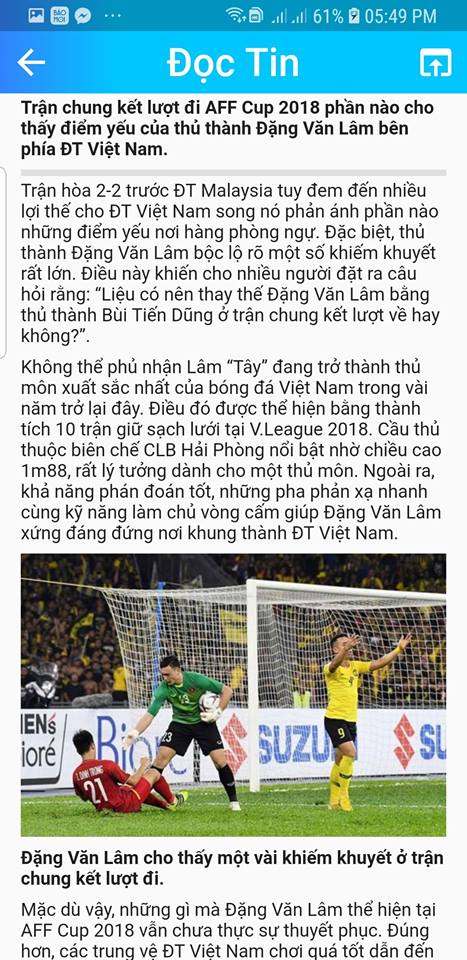 BÁO MỚI
61% 05:49 PM
Đọc Tin
Trận chung kết lượt đi AFF Cup 2018 phần nào cho
thấy điểm yếu của thủ thành Đặng Văn Lâm bên
phía ĐT Việt Nam.
Trận hòa 2-2 trước ĐT Malaysia tuy đem đến nhiều
lợi thế cho ĐT Việt Nam song nó phản ánh phần nào
những điểm yếu nơi hàng phòng ngự. Đặc biệt, thủ
thành Đặng Văn Lâm bộc lộ rõ một số khiếm khuyết
rất lớn. Điều này khiến cho nhiều người đặt ra câu
hỏi rằng: “Liệu có nên thay thế Đặng Văn Lâm bằng
thủ thành Bùi Tiến Dũng ở trận chung kết lượt về hay
không?”.
Không thể phủ nhận Lâm “Tây” đang trở thành thủ
môn xuất sắc nhất của bóng đá Việt Nam trong vài
năm trở lại đây. Điều đó được thể hiện bằng thành
tích 10 trận giữ sạch lưới tại V.League 2018. Cầu thủ
thuộc biên chế CLB Hải Phòng nổi bật nhờ chiều cao
1m88, rất lý tưởng dành cho một thủ môn. Ngoài ra,
khả năng phán đoán tốt, những pha phản xạ nhanh
cùng kỹ năng làm chủ vòng cấm giúp Đặng Văn Lâm
xứng đáng đứng nơi khung thành ĐT Việt Nam.
EN's
ioré
Bioré
SUZUKI
SU
T.DINH TRONG
21
23
9
Đặng Văn Lâm cho thấy một vài khiếm khuyết ở trận
chung kết lượt đi.
Mặc dù vậy, những gì mà Đặng Văn Lâm thể hiện tại
AFF Cup 2018 vẫn chưa thực sự thuyết phục. Đúng
hơn, các trung vệ ĐT Việt Nam chơi quá tốt dẫn đến